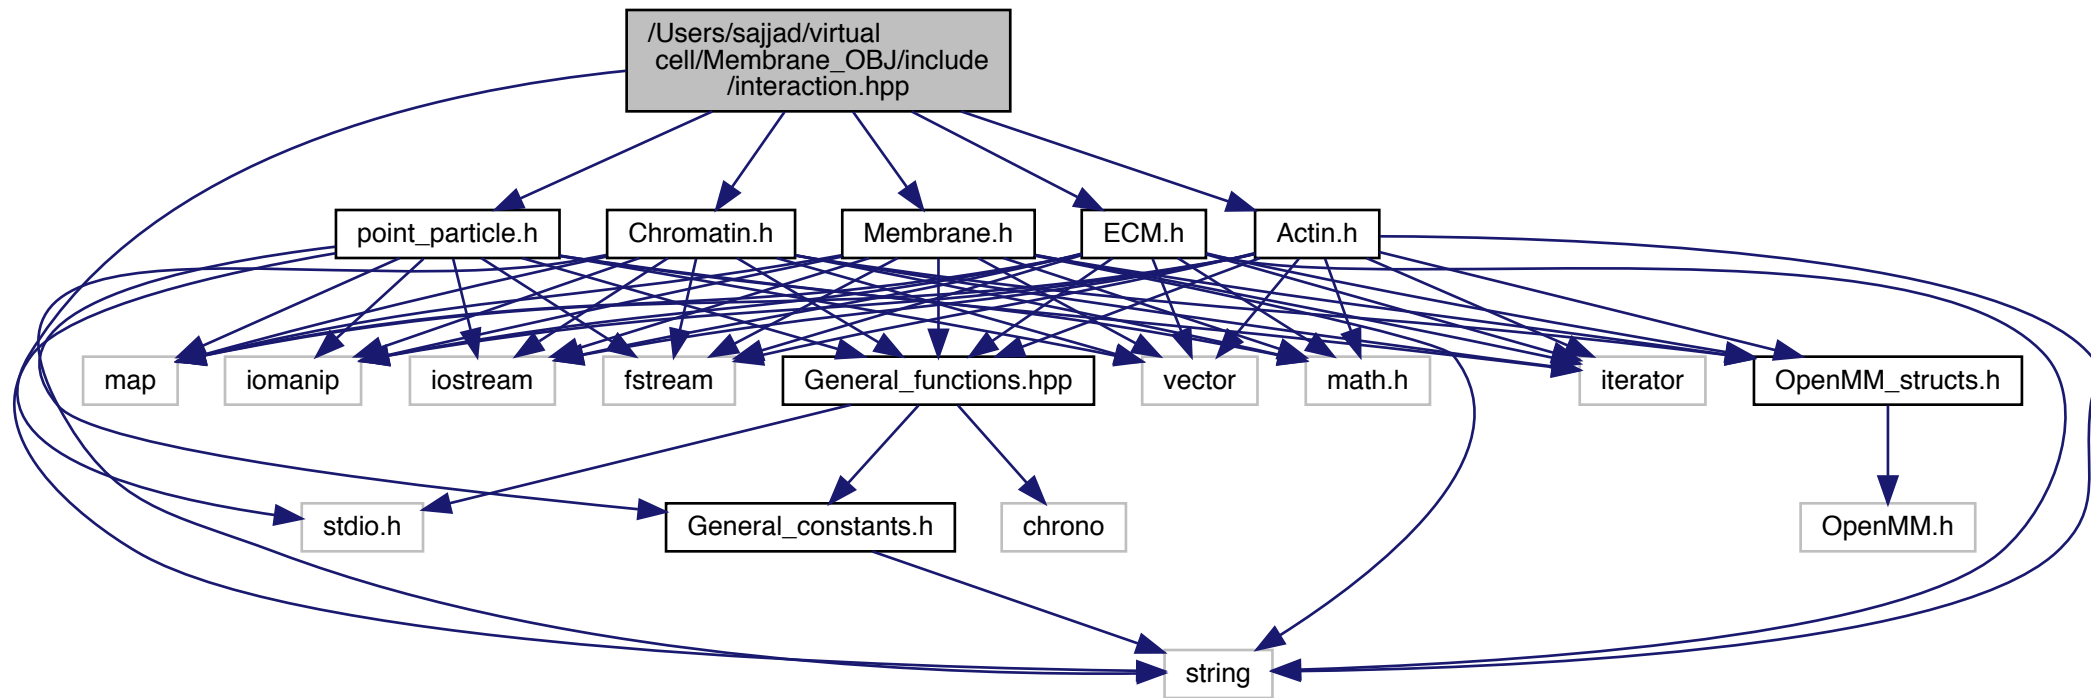 /Users/sajjad/virtual
cell/Membrane_OBJ/include
/interaction.hpp
point_particle.h
Chromatin.h
Membrane.h
ECM.h
Actin.h
map
iomanip
iostream
fstream
General_functions.hpp
vector
math.h
iterator
OpenMM_structs.h
stdio.h
General_constants.h
chrono
OpenMM.h
string